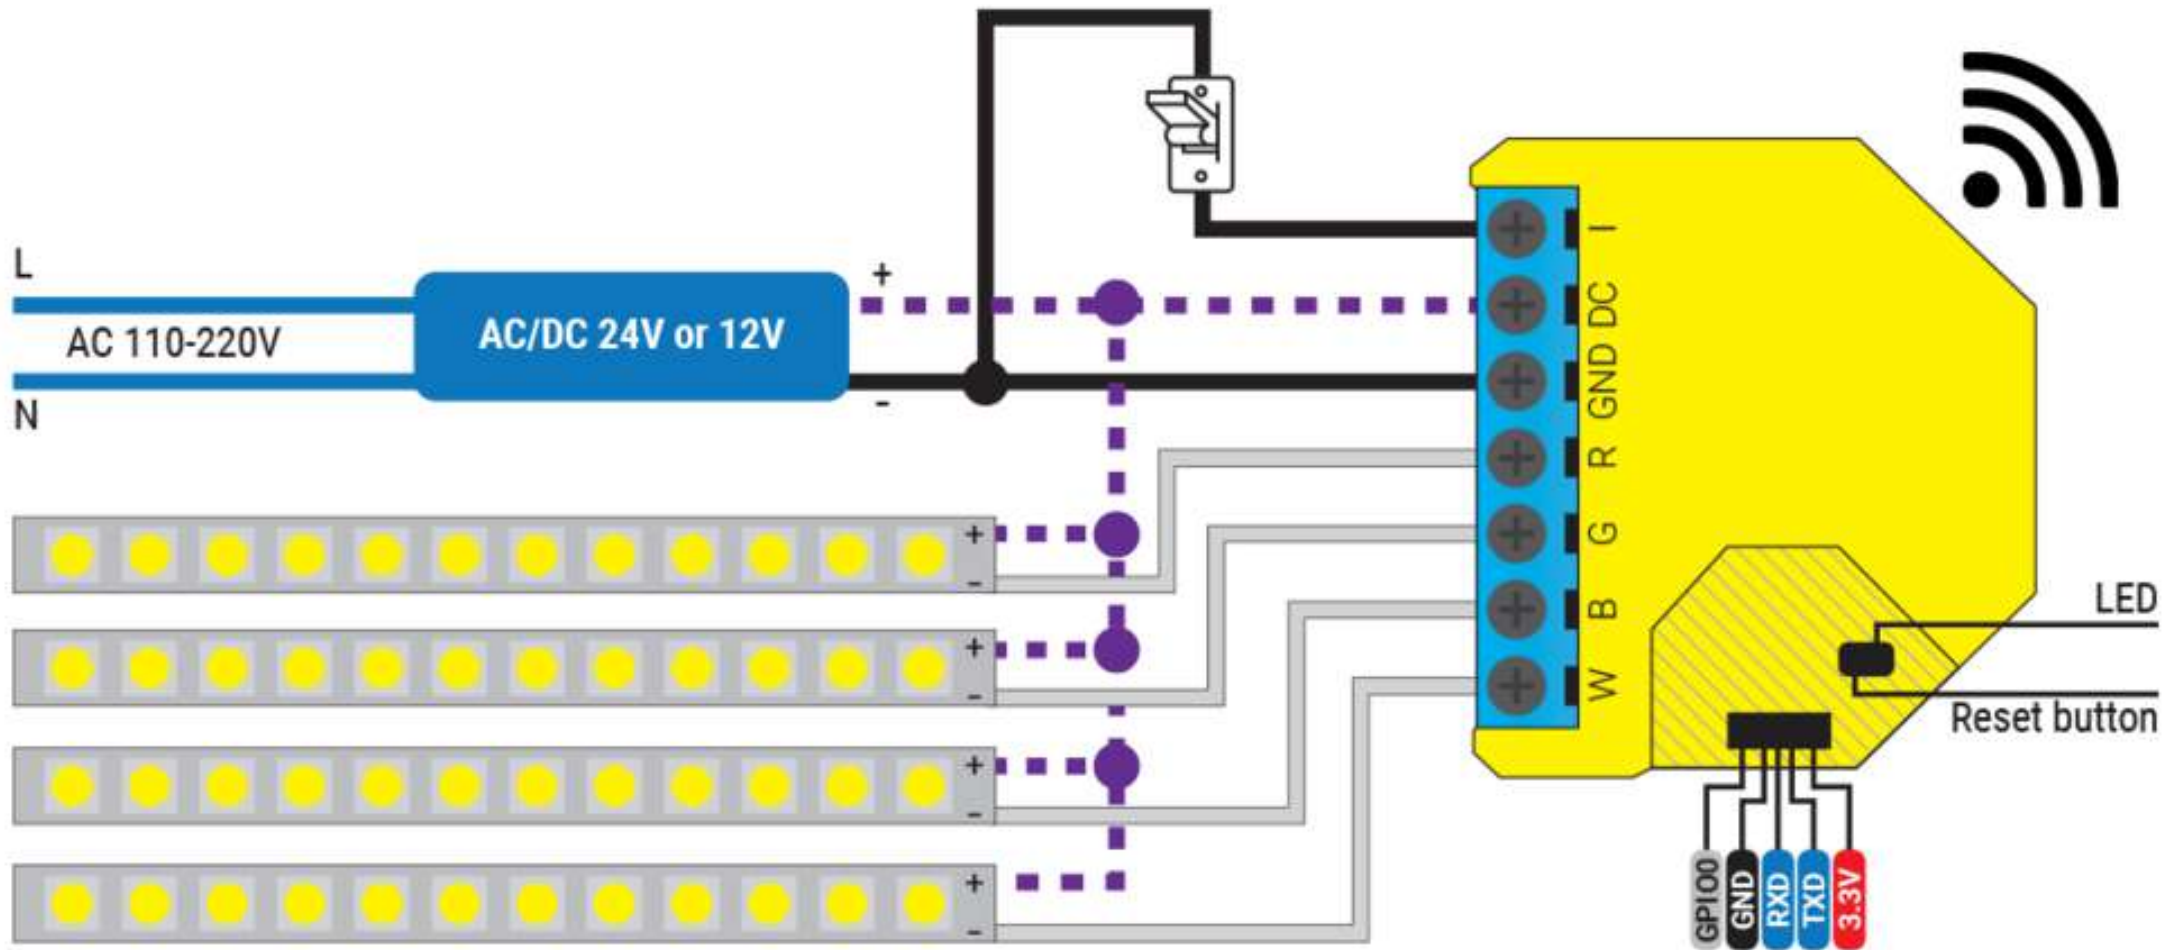 L
AC 110-220V
N
AC/DC 24V or 12V
+
-
I
DC
GND
R
G
B
W
+
-
+
-
+
-
+
-
LED
Reset button
GPIO0
GND
RXD
TXD
3.3V